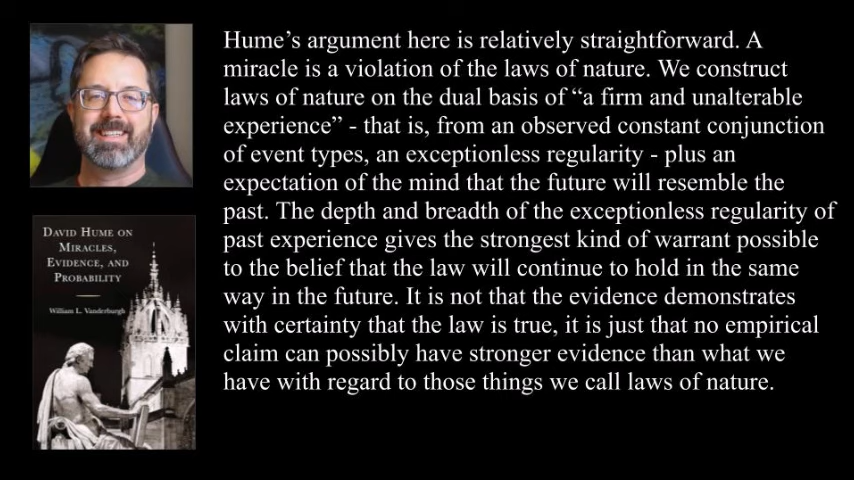 Hume’s argument here is relatively straightforward. A
miracle is a violation of the laws of nature. We construct
laws of nature on the dual basis of “a firm and unalterable
experience” - that is, from an observed constant conjunction
of event types, an exceptionless regularity - plus an
expectation of the mind that the future will resemble the
past. The depth and breadth of the exceptionless regularity of
past experience gives the strongest kind of warrant possible
to the belief that the law will continue to hold in the same
way in the future. It is not that the evidence demonstrates
with certainty that the law is true, it is just that no empirical
claim can possibly have stronger evidence than what we
have with regard to those things we call laws of nature.
DAVID HUME ON
MIRACLES,
EVIDENCE, AND
PROBABILITY
William L. Vanderburgh